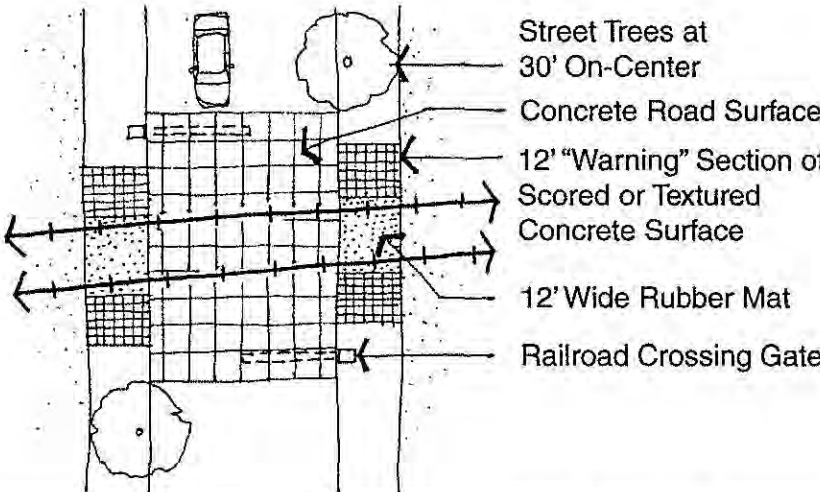 Street Trees at
30' On-Center
Concrete Road Surface
12' "Warning" Section of
Scored or Textured
Concrete Surface
12' Wide Rubber Mat
Railroad Crossing Gate